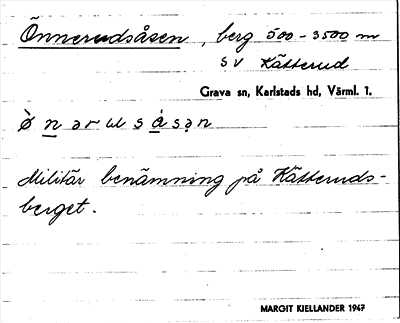 Önnerudsåsen, berg 500-3500 m
SV Kätterud
Grava sn, Karlstads hd, Värml. 1.
Militär benämning på Kätteruds-
berget.
MARGIT KJELLANDER 1947